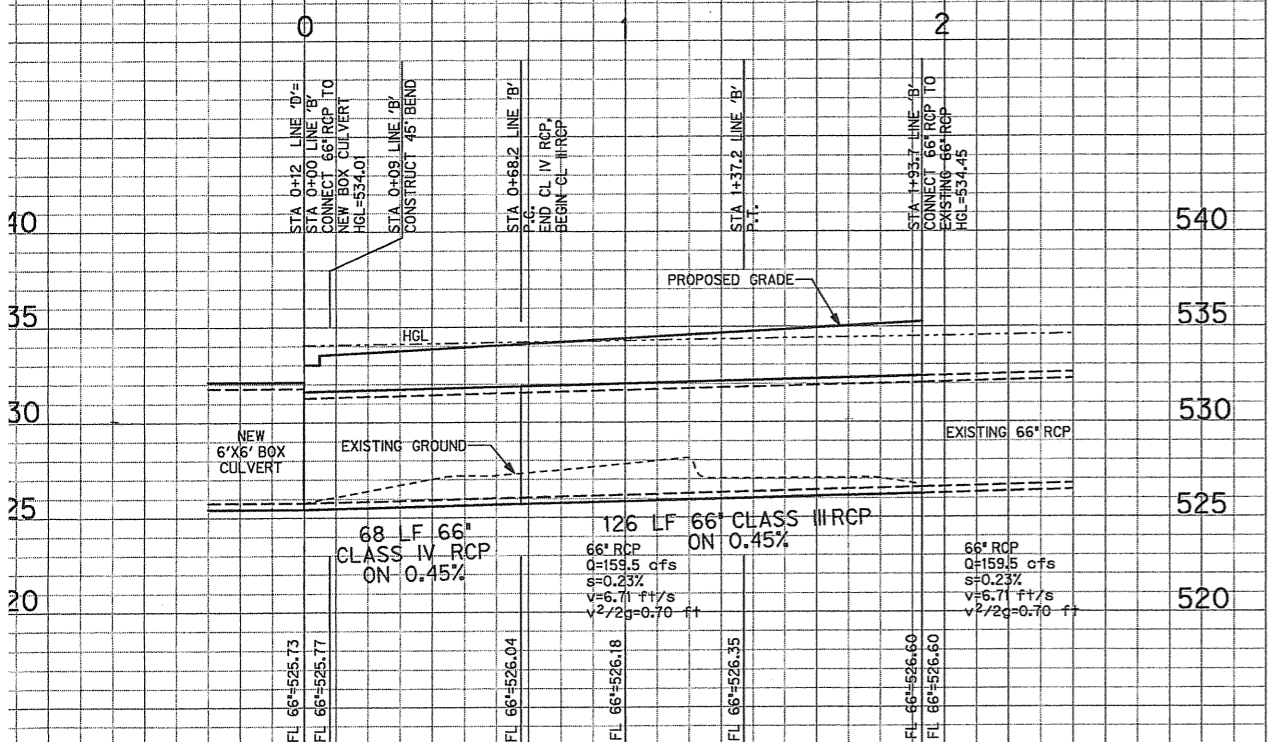 0
1
2
STA 0+12 LINE 'D'=
STA 0+00 LINE 'B'
CONNECT 66" RCP TO
NEW BOX CULVERT
HGL=534.01
STA 0+09 LINE 'B'
CONSTRUCT 45° BEND
STA 0+68.2 LINE 'B'
P.C.
END CL IV RCP,
BEGIN CL III RCP
STA 1+37.2 LINE 'B'
P.T.
STA 1+93.7 LINE 'B'
CONNECT 66" RCP TO
EXISTING 66" RCP
HGL=534.45
40
540
PROPOSED GRADE
35
535
HGL
30
530
NEW
6'X6' BOX
CULVERT
EXISTING GROUND
EXISTING 66" RCP
25
525
68 LF 66"
CLASS IV RCP
ON 0.45%
126 LF 66" CLASS III RCP
ON 0.45%
66" RCP
Q=159.5 cfs
s=0.23%
v=6.71 ft/s
v²/2g=0.70 ft
66" RCP
Q=159.5 cfs
s=0.23%
v=6.71 ft/s
v²/2g=0.70 ft
20
520
FL 66"=525.73
FL 66"=525.77
FL 66"=526.04
FL 66"=526.18
FL 66"=526.35
FL 66"=526.60
FL 66"=526.60